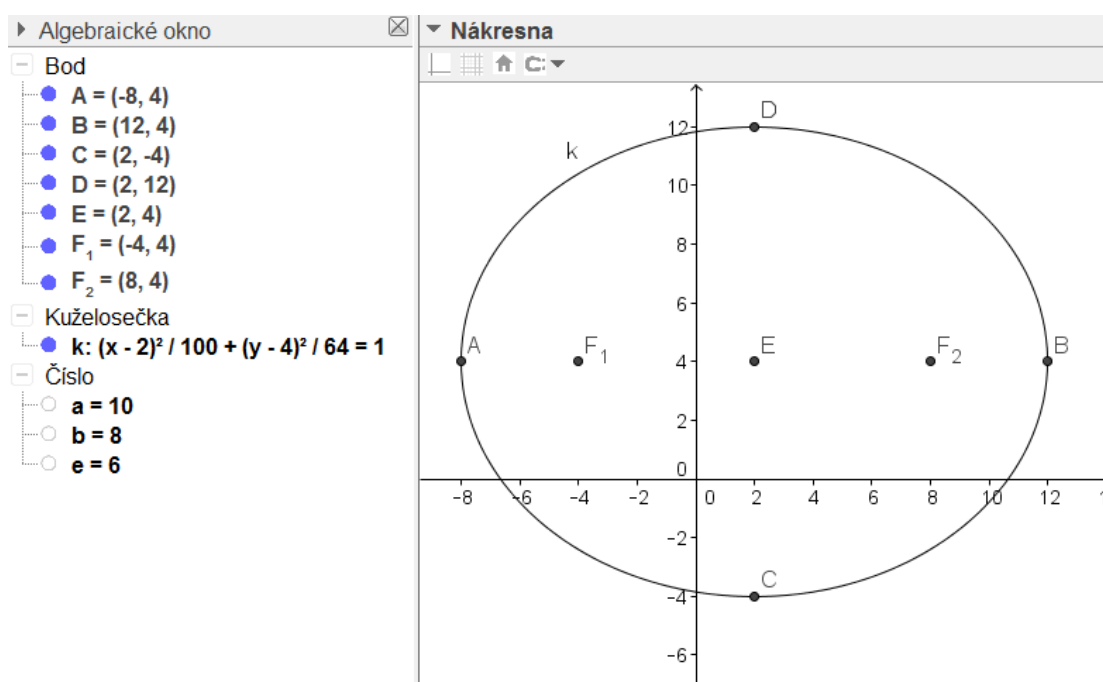 Algebraické okno
Bod
A = (-8, 4)
B = (12, 4)
C = (2, -4)
D = (2, 12)
E = (2, 4)
F₁ = (-4, 4)
F₂ = (8, 4)
Kuželosečka
k: (x - 2)² / 100 + (y - 4)² / 64 = 1
Číslo
a = 10
b = 8
e = 6
Nákresna
D
12
k
10
8
6
A F₁ E F₂ B
4
2
0
-8 -6 -4 -2 0 2 4 6 8 10 12
-2
C
-4
-6